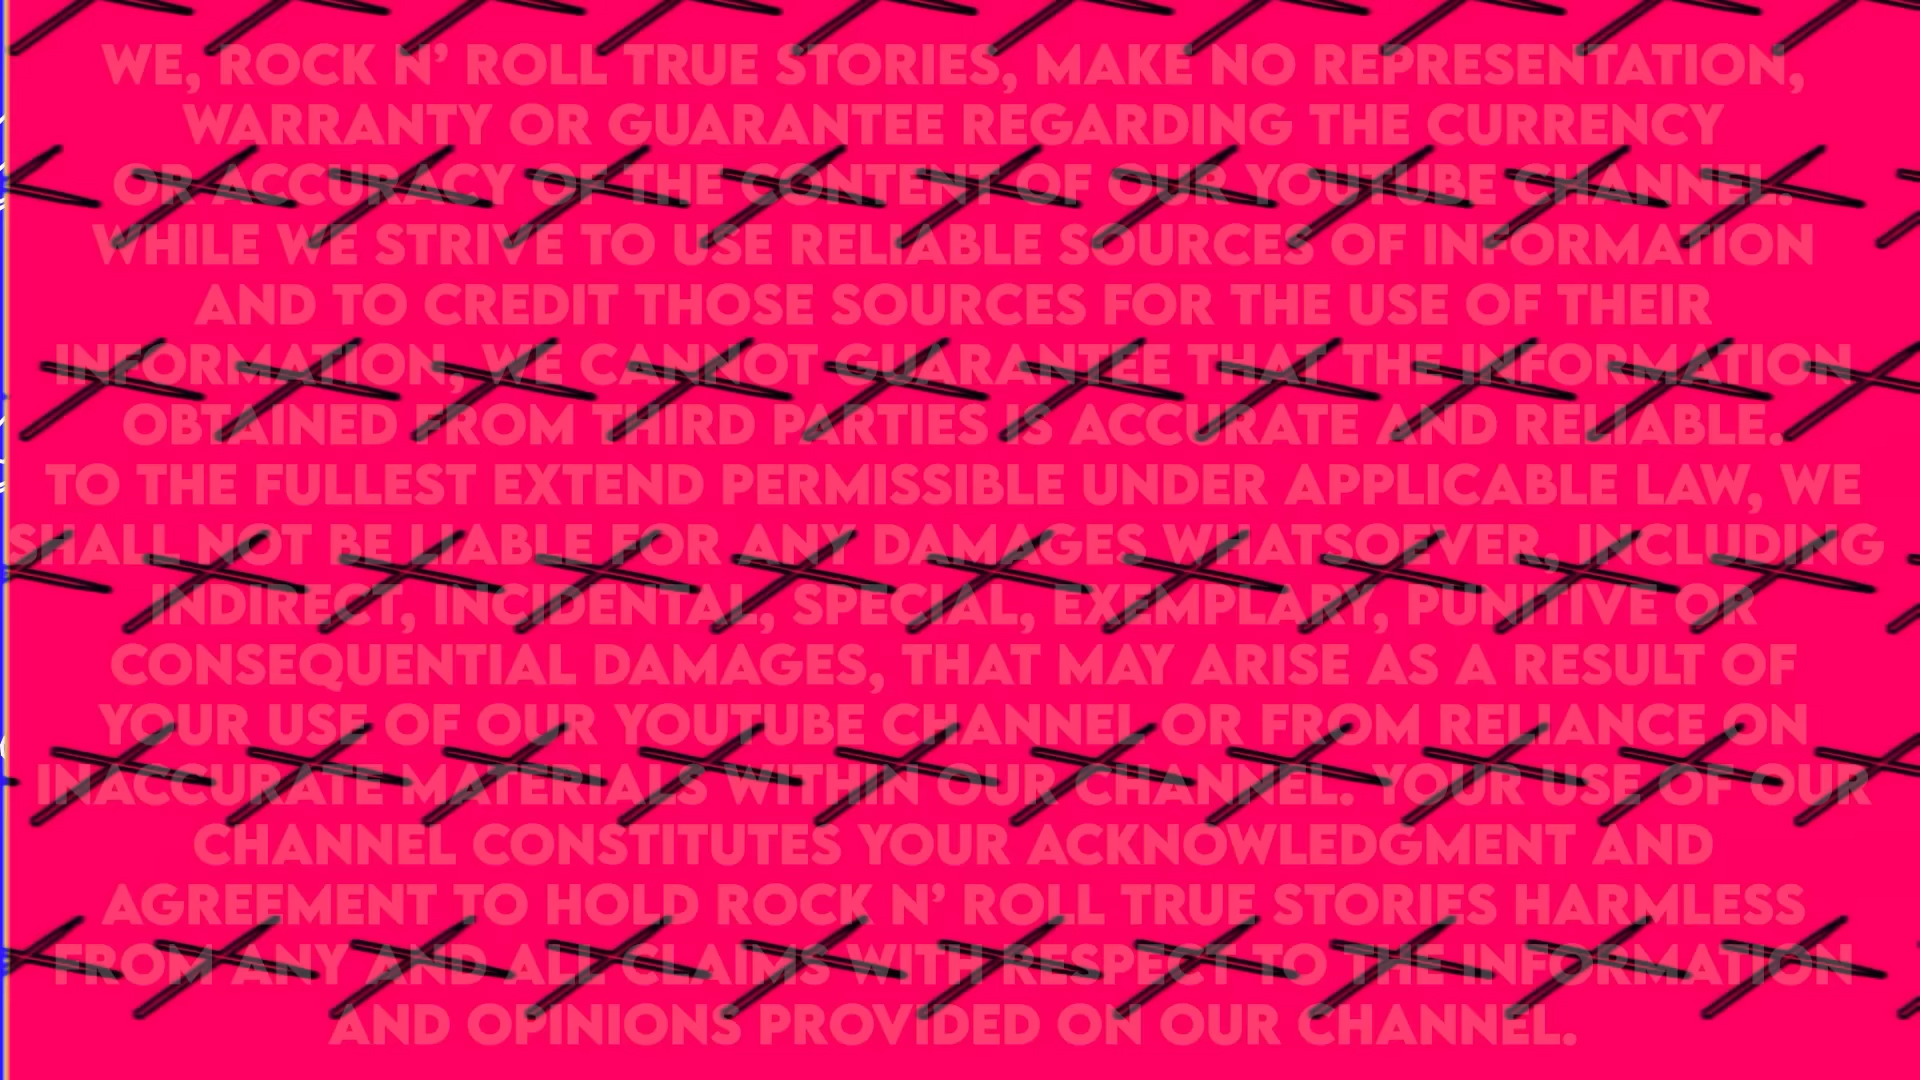 WE, ROCK N’ ROLL TRUE STORIES, MAKE NO REPRESENTATION,
WARRANTY OR GUARANTEE REGARDING THE CURRENCY
OR ACCURACY OF THE CONTENT OF OUR YOUTUBE CHANNEL.
WHILE WE STRIVE TO USE RELIABLE SOURCES OF INFORMATION
AND TO CREDIT THOSE SOURCES FOR THE USE OF THEIR
INFORMATION, WE CANNOT GUARANTEE THAT THE INFORMATION
OBTAINED FROM THIRD PARTIES IS ACCURATE AND RELIABLE.
TO THE FULLEST EXTEND PERMISSIBLE UNDER APPLICABLE LAW, WE
SHALL NOT BE LIABLE FOR ANY DAMAGES WHATSOEVER, INCLUDING
INDIRECT, INCIDENTAL, SPECIAL, EXEMPLARY, PUNITIVE OR
CONSEQUENTIAL DAMAGES, THAT MAY ARISE AS A RESULT OF
YOUR USE OF OUR YOUTUBE CHANNEL OR FROM RELIANCE ON
INACCURATE MATERIALS WITHIN OUR CHANNEL. YOUR USE OF OUR
CHANNEL CONSTITUTES YOUR ACKNOWLEDGMENT AND
AGREEMENT TO HOLD ROCK N’ ROLL TRUE STORIES HARMLESS
FROM ANY AND ALL CLAIMS WITH RESPECT TO THE INFORMATION
AND OPINIONS PROVIDED ON OUR CHANNEL.